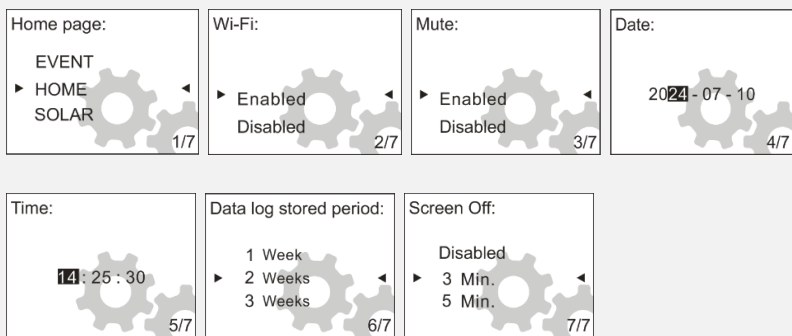 Home page:
EVENT
HOME
SOLAR
1/7
Wi-Fi:
Enabled
Disabled
2/7
Mute:
Enabled
Disabled
3/7
Date:
2024 - 07 - 10
4/7
Time:
14 : 25 : 30
5/7
Data log stored period:
1 Week
2 Weeks
3 Weeks
6/7
Screen Off:
Disabled
3 Min.
5 Min.
7/7